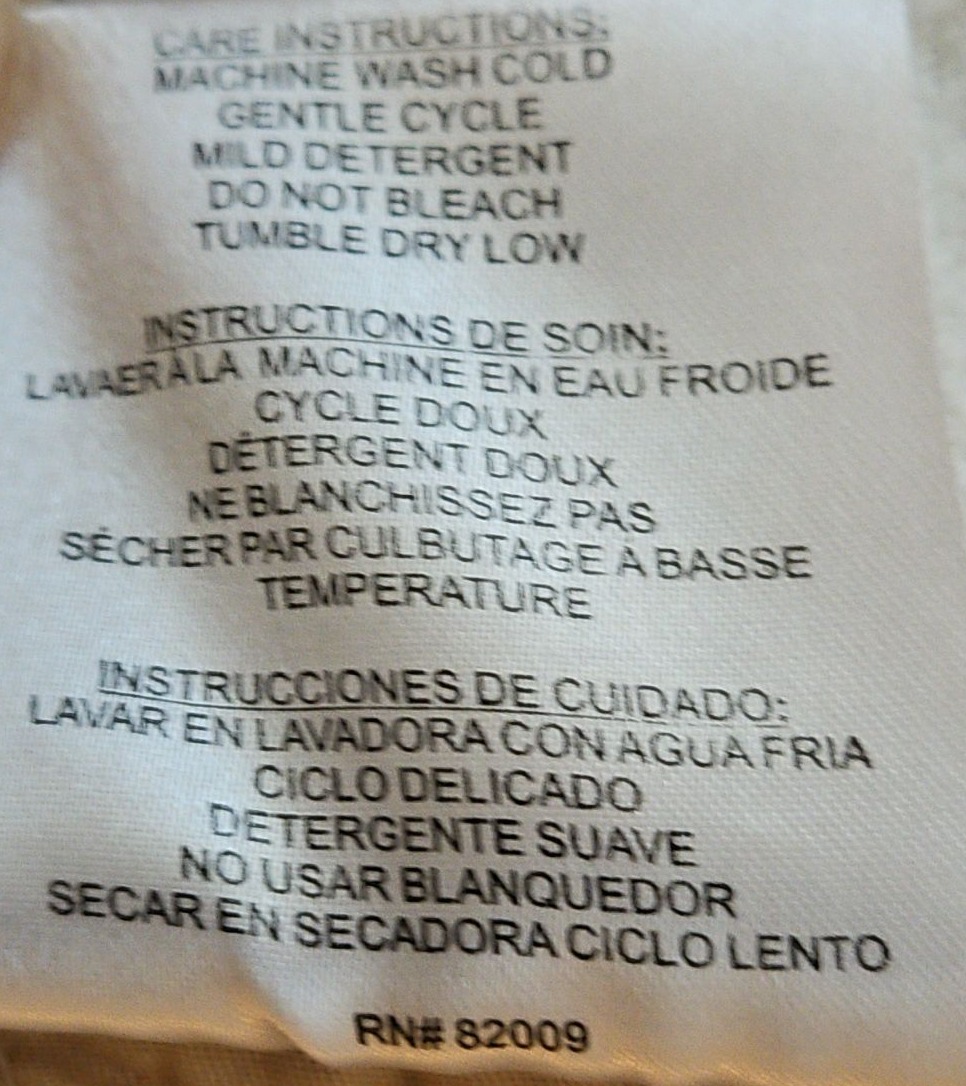 CARE INSTRUCTIONS:
MACHINE WASH COLD
GENTLE CYCLE
MILD DETERGENT
DO NOT BLEACH
TUMBLE DRY LOW
INSTRUCTIONS DE SOIN:
LAVAER À LA MACHINE EN EAU FROIDE
CYCLE DOUX
DÉTERGENT DOUX
NE BLANCHISSEZ PAS
SÉCHER PAR CULBUTAGE A BASSE
TEMPERATURE
INSTRUCCIONES DE CUIDADO:
LAVAR EN LAVADORA CON AGUA FRIA
CICLO DELICADO
DETERGENTE SUAVE
NO USAR BLANQUEDOR
SECAR EN SECADORA CICLO LENTO
RN# 82009